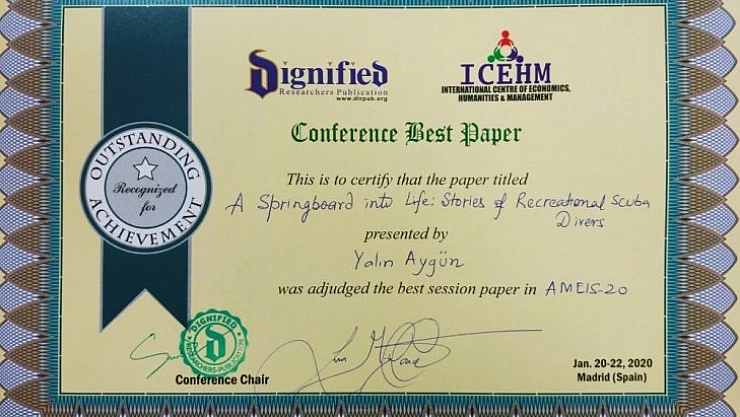 Dignified
Researchers Publication
www.dirpub.org
ICEHM
INTERNATIONAL CENTRE OF ECONOMICS,
HUMANITIES & MANAGEMENT
Conference Best Paper
OUTSTANDING
Recognized
for
ACHIEVEMENT
This is to certify that the paper titled
A Springboard into Life: Stories of Recreational Scuba
Divers
presented by
Yalın Aygün
was adjudged the best session paper in AMEIS-20
DIGNIFIED
RESEARCHERS PUBLICATION
Conference Chair
Jan. 20-22, 2020
Madrid (Spain)